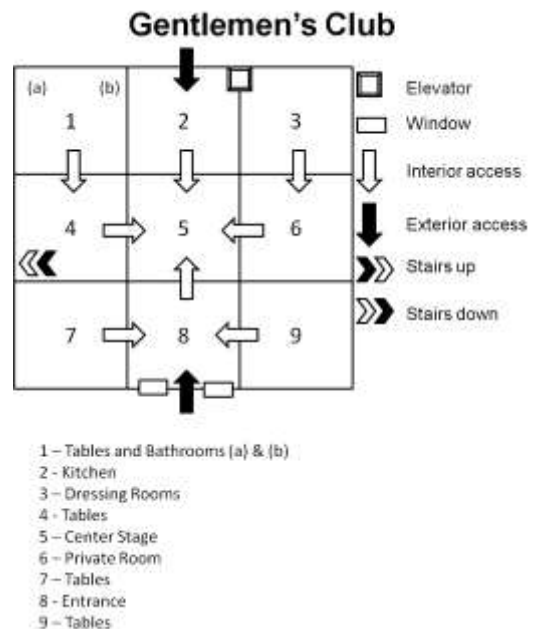 Gentlemen's Club
(a) (b)
1 2 3
4 5 6
7 8 9
Elevator
Window
Interior access
Exterior access
Stairs up
Stairs down
1 – Tables and Bathrooms (a) & (b)
2 - Kitchen
3 – Dressing Rooms
4 - Tables
5 – Center Stage
6 – Private Room
7 – Tables
8 - Entrance
9 – Tables